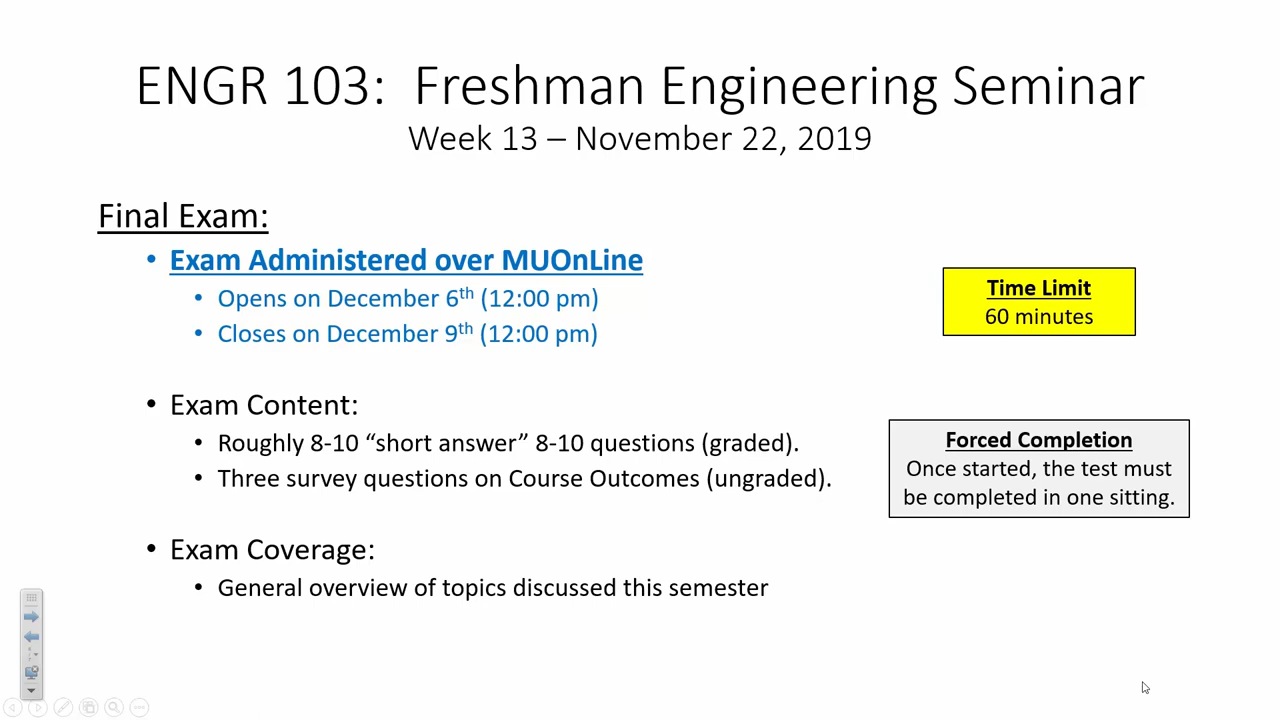 ENGR 103:  Freshman Engineering Seminar
Week 13 – November 22, 2019
Final Exam:
• Exam Administered over MUOnLine
• Opens on December 6th (12:00 pm)
• Closes on December 9th (12:00 pm)
Time Limit
60 minutes
• Exam Content:
• Roughly 8-10 “short answer” 8-10 questions (graded).
• Three survey questions on Course Outcomes (ungraded).
Forced Completion
Once started, the test must
be completed in one sitting.
• Exam Coverage:
• General overview of topics discussed this semester